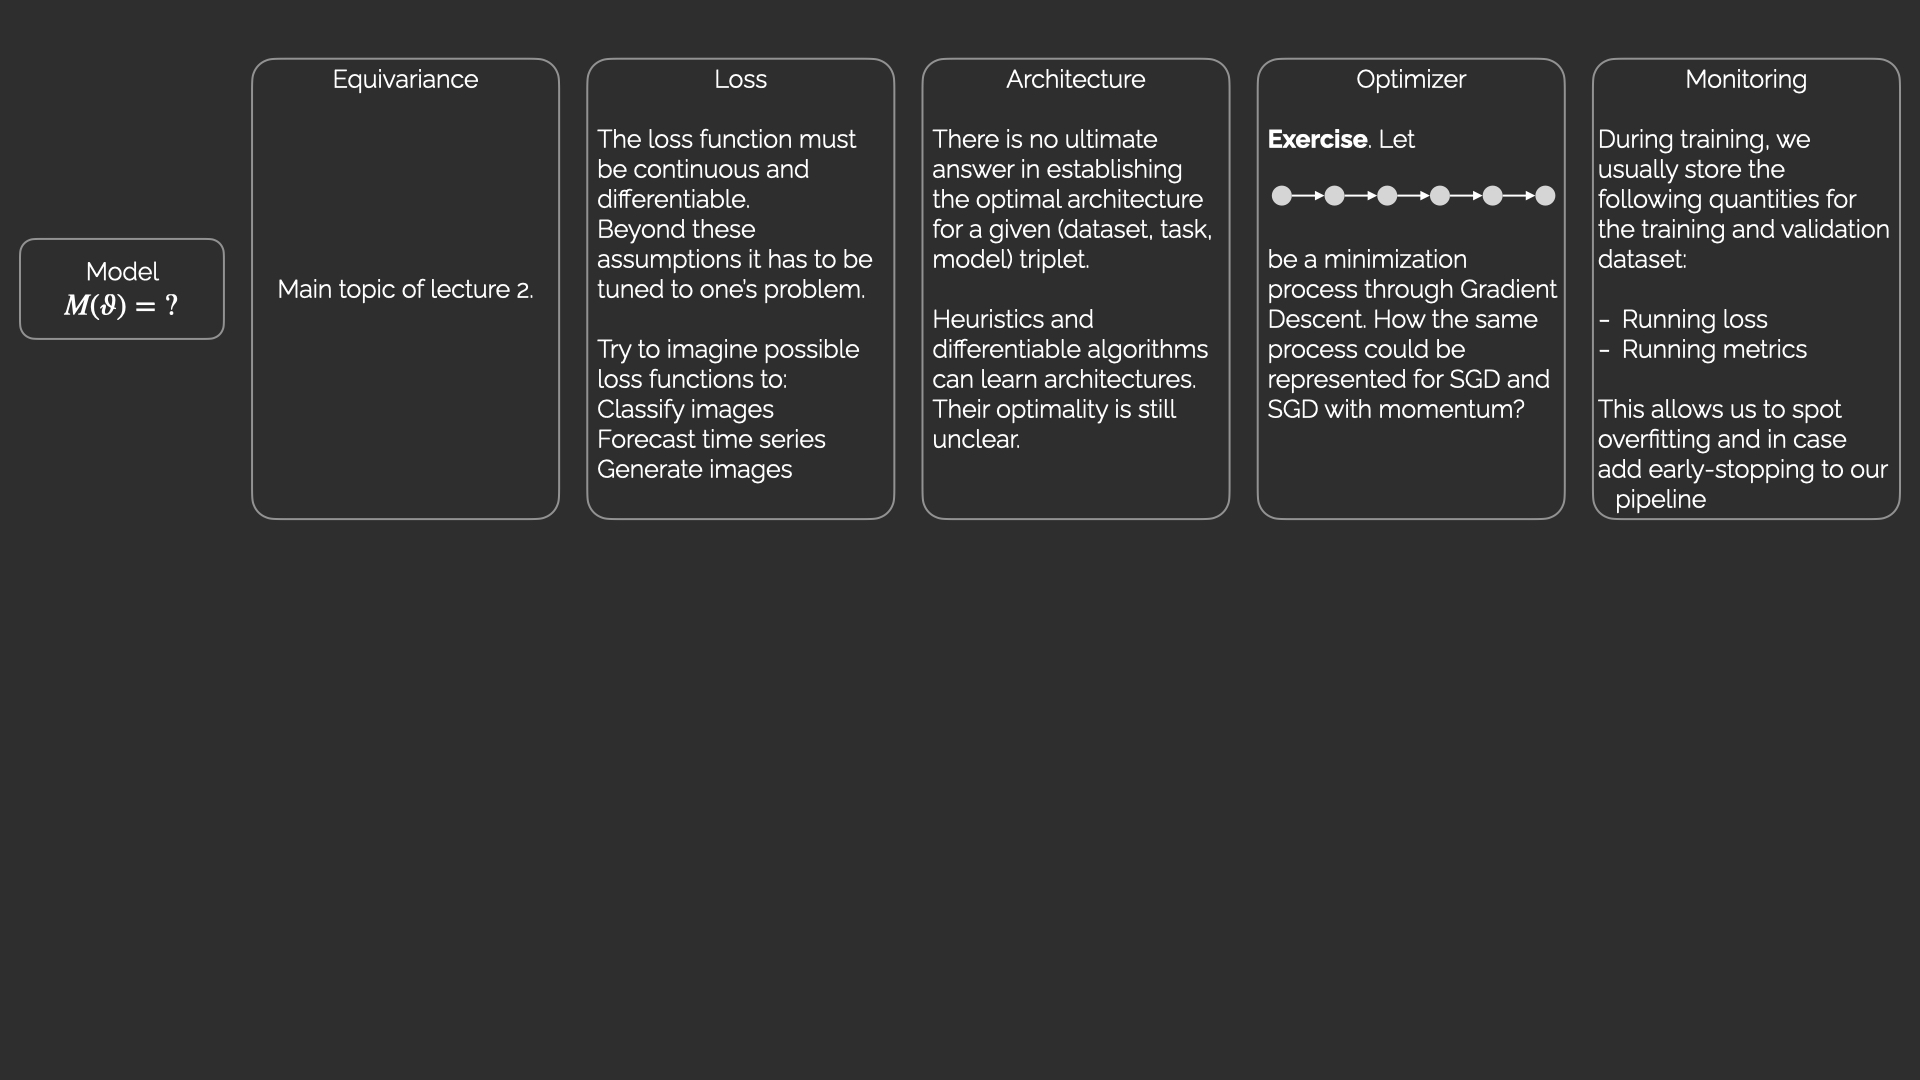 Model
M(ϑ) = ?
Equivariance
Main topic of lecture 2.
Loss
The loss function must
be continuous and
differentiable.
Beyond these
assumptions it has to be
tuned to one's problem.
Try to imagine possible
loss functions to:
Classify images
Forecast time series
Generate images
Architecture
There is no ultimate
answer in establishing
the optimal architecture
for a given (dataset, task,
model) triplet.
Heuristics and
differentiable algorithms
can learn architectures.
Their optimality is still
unclear.
Optimizer
Exercise. Let
be a minimization
process through Gradient
Descent. How the same
process could be
represented for SGD and
SGD with momentum?
Monitoring
During training, we
usually store the
following quantities for
the training and validation
dataset:
- Running loss
- Running metrics
This allows us to spot
overfitting and in case
add early-stopping to our
pipeline